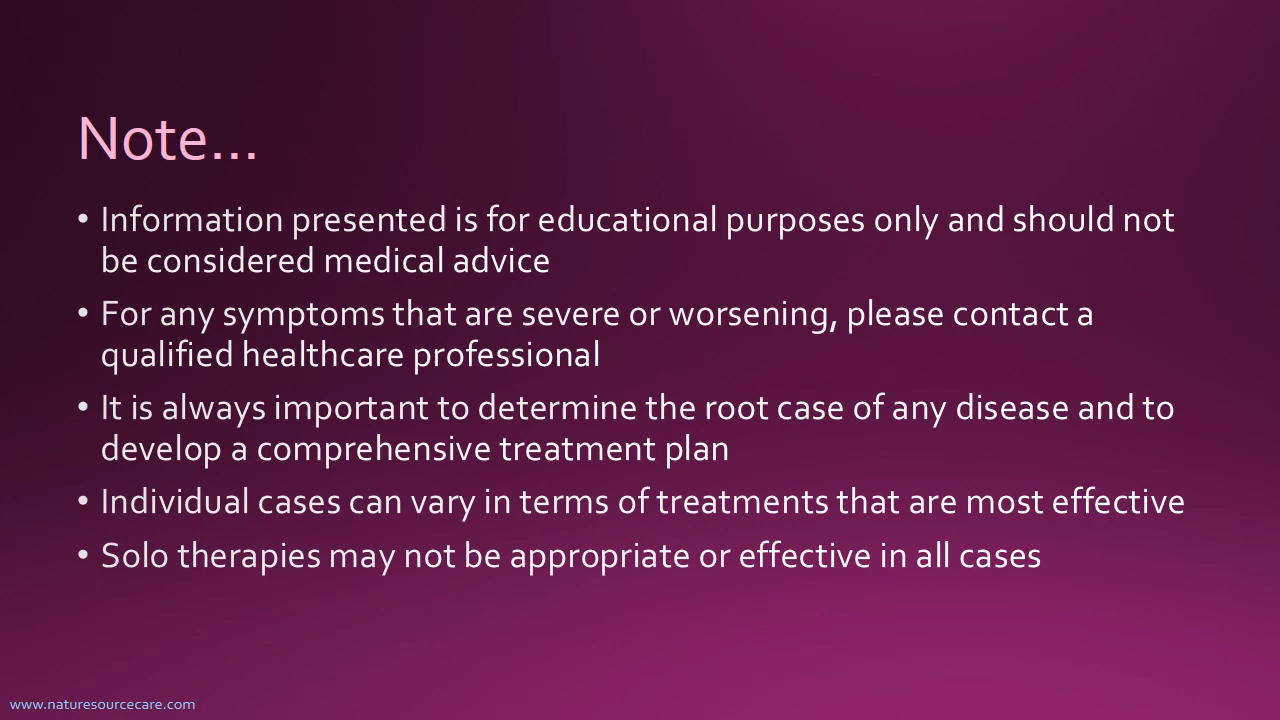 Note...
• Information presented is for educational purposes only and should not
be considered medical advice
• For any symptoms that are severe or worsening, please contact a
qualified healthcare professional
• It is always important to determine the root case of any disease and to
develop a comprehensive treatment plan
• Individual cases can vary in terms of treatments that are most effective
• Solo therapies may not be appropriate or effective in all cases
www.naturesourcecare.com